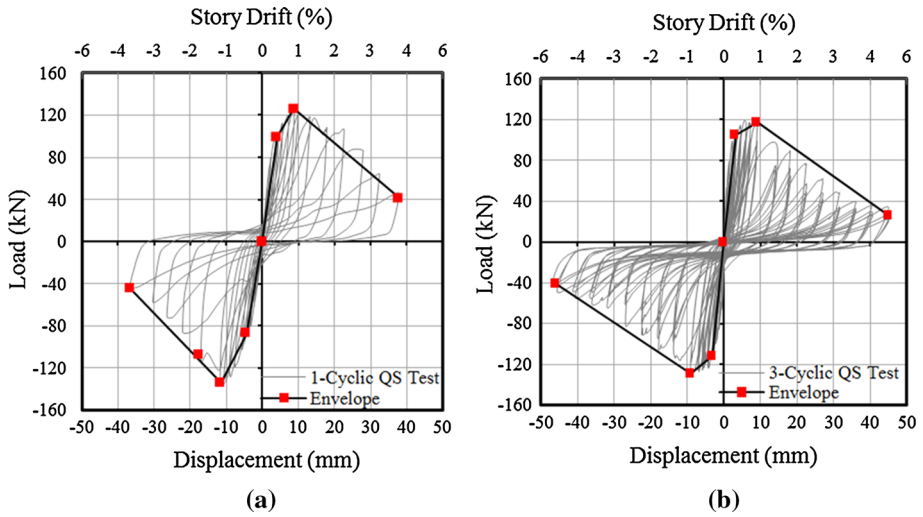 Story Drift (%)
-6 -4 -3 -1 0 1 3 4 6
160
120
80
40
0
-40
-80
-120
-160
Load (kN)
1-Cyclic QS Test
Envelope
-50 -40 -30 -20 -10 0 10 20 30 40 50
Displacement (mm)
(a)
Story Drift (%)
-6 -5 -4 -3 -2 -1 0 1 2 3 4 5 6
160
120
80
40
0
-40
-80
-120
-160
Load (kN)
3-Cyclic QS Test
Envelope
-50 -40 -30 -20 -10 0 10 20 30 40 50
Displacement (mm)
(b)